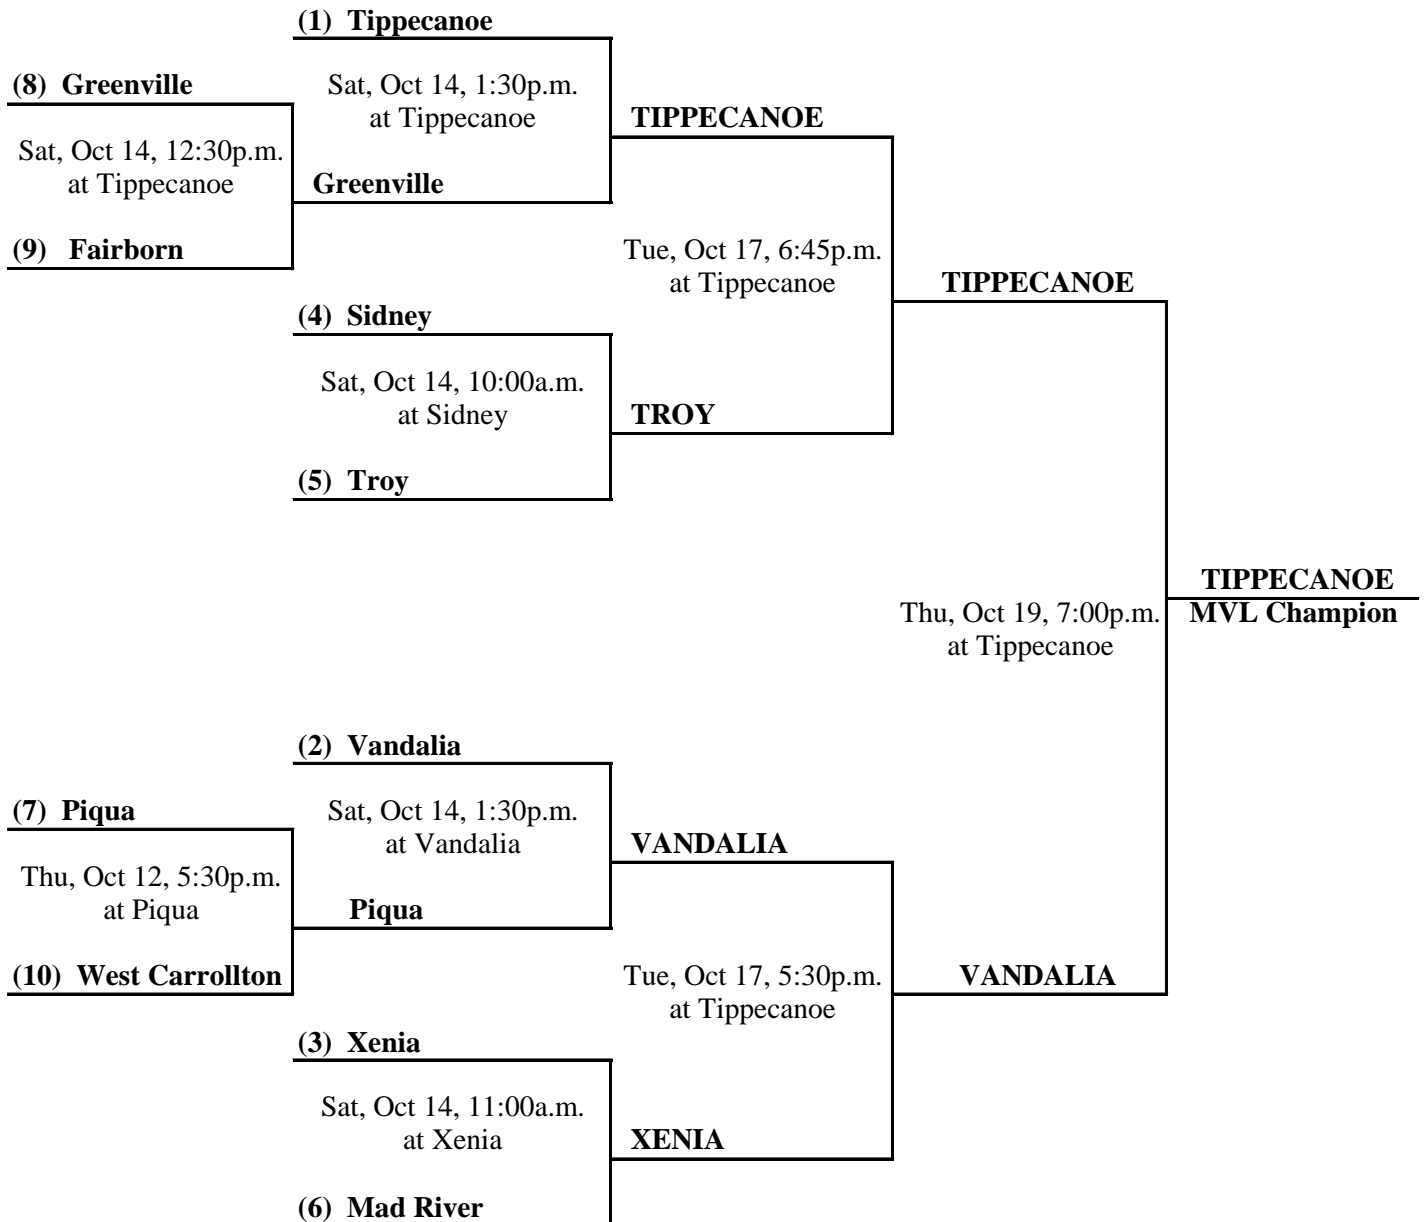 (1) Tippecanoe
(8) Greenville
Sat, Oct 14, 1:30p.m.
at Tippecanoe
TIPPECANOE
Sat, Oct 14, 12:30p.m.
at Tippecanoe
Greenville
(9) Fairborn
Tue, Oct 17, 6:45p.m.
at Tippecanoe
TIPPECANOE
(4) Sidney
Sat, Oct 14, 10:00a.m.
at Sidney
TROY
(5) Troy
TIPPECANOE
MVL Champion
Thu, Oct 19, 7:00p.m.
at Tippecanoe
(2) Vandalia
(7) Piqua
Sat, Oct 14, 1:30p.m.
at Vandalia
VANDALIA
Thu, Oct 12, 5:30p.m.
at Piqua
Piqua
(10) West Carrollton
Tue, Oct 17, 5:30p.m.
at Tippecanoe
VANDALIA
(3) Xenia
Sat, Oct 14, 11:00a.m.
at Xenia
XENIA
(6) Mad River